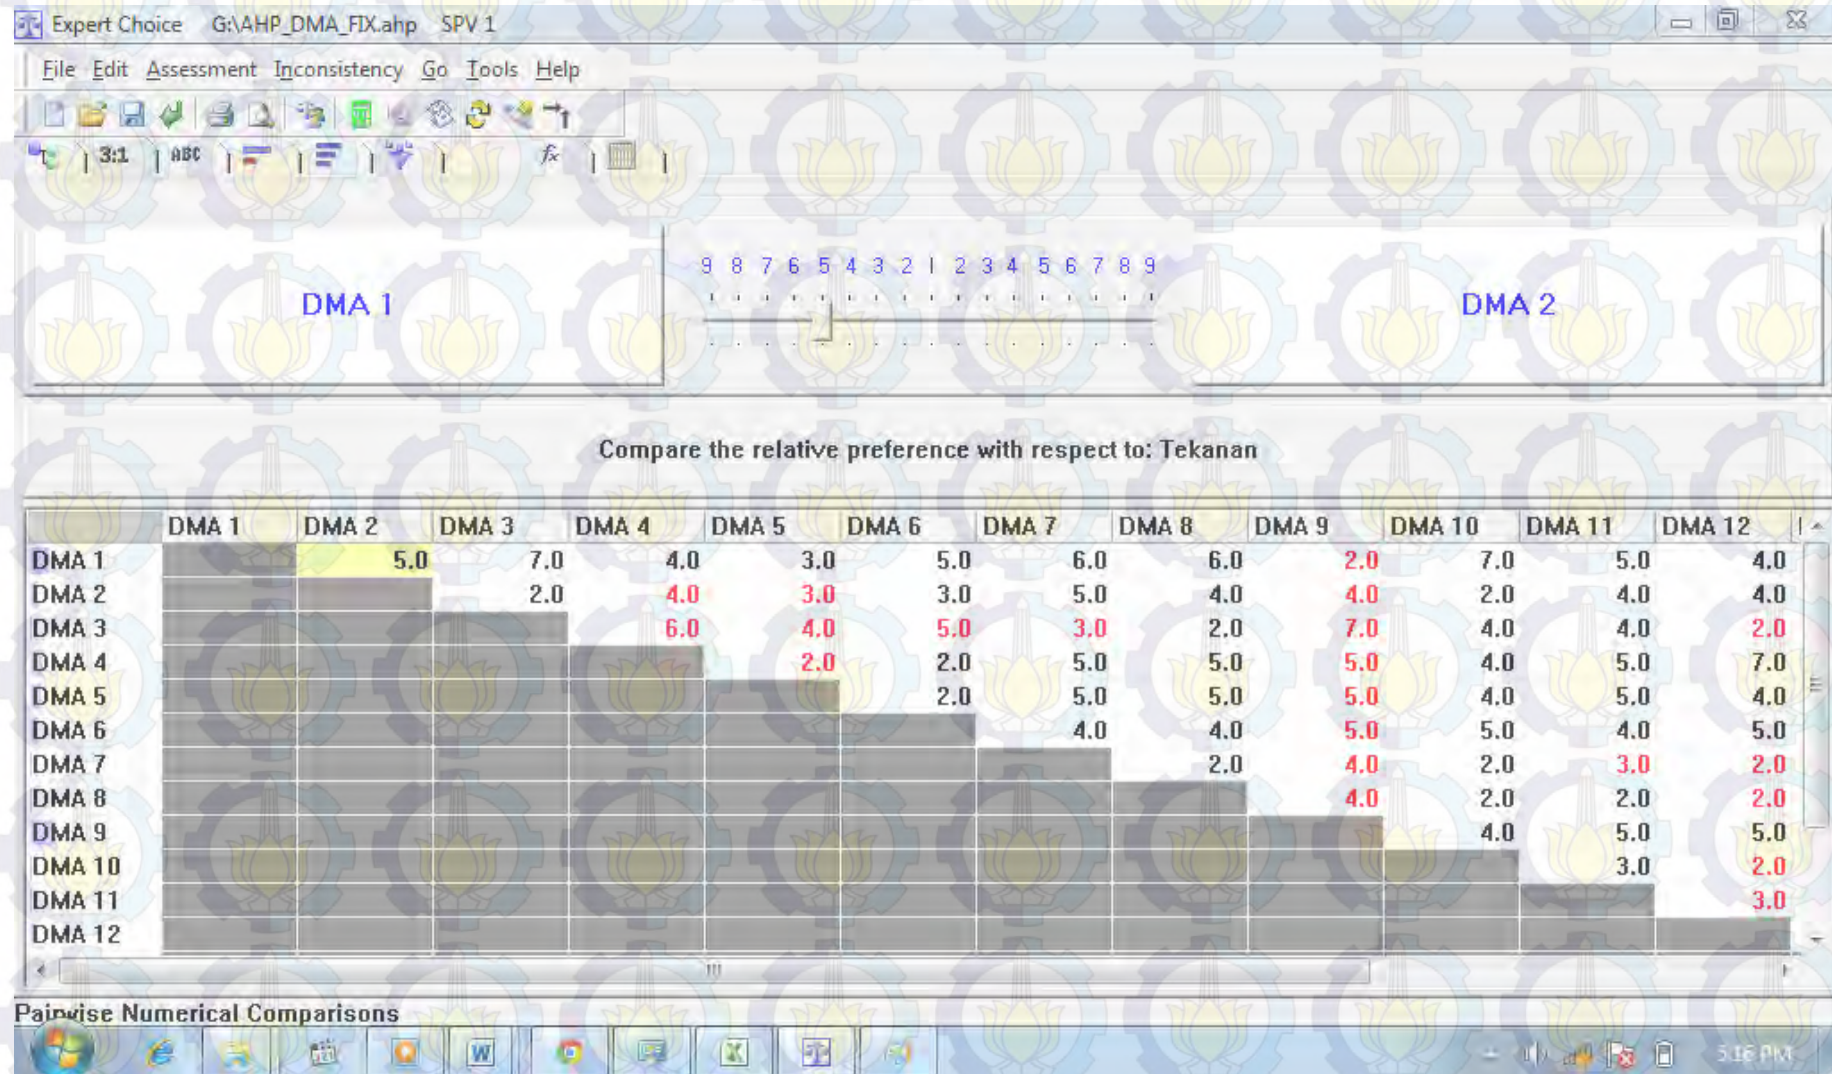 Expert Choice G:\AHP_DMA_FIX.ahp SPV 1
File Edit Assessment Inconsistency Go Tools Help
3:1 ABC fx
9 8 7 6 5 4 3 2 1 2 3 4 5 6 7 8 9
DMA 1 DMA 2
Compare the relative preference with respect to: Tekanan
DMA 1 DMA 2 DMA 3 DMA 4 DMA 5 DMA 6 DMA 7 DMA 8 DMA 9 DMA 10 DMA 11 DMA 12
DMA 1 5.0 7.0 4.0 3.0 5.0 6.0 6.0 2.0 7.0 5.0 4.0
DMA 2 2.0 4.0 3.0 3.0 5.0 4.0 4.0 2.0 4.0 4.0
DMA 3 6.0 4.0 5.0 3.0 2.0 7.0 4.0 4.0 2.0
DMA 4 2.0 2.0 5.0 5.0 5.0 4.0 5.0 7.0
DMA 5 2.0 5.0 5.0 5.0 4.0 5.0 4.0
DMA 6 4.0 4.0 5.0 5.0 4.0 5.0
DMA 7 2.0 4.0 2.0 3.0 2.0
DMA 8 4.0 2.0 2.0 2.0
DMA 9 4.0 5.0 5.0
DMA 10 3.0 2.0
DMA 11 3.0
DMA 12
Pairwise Numerical Comparisons
5:16 PM